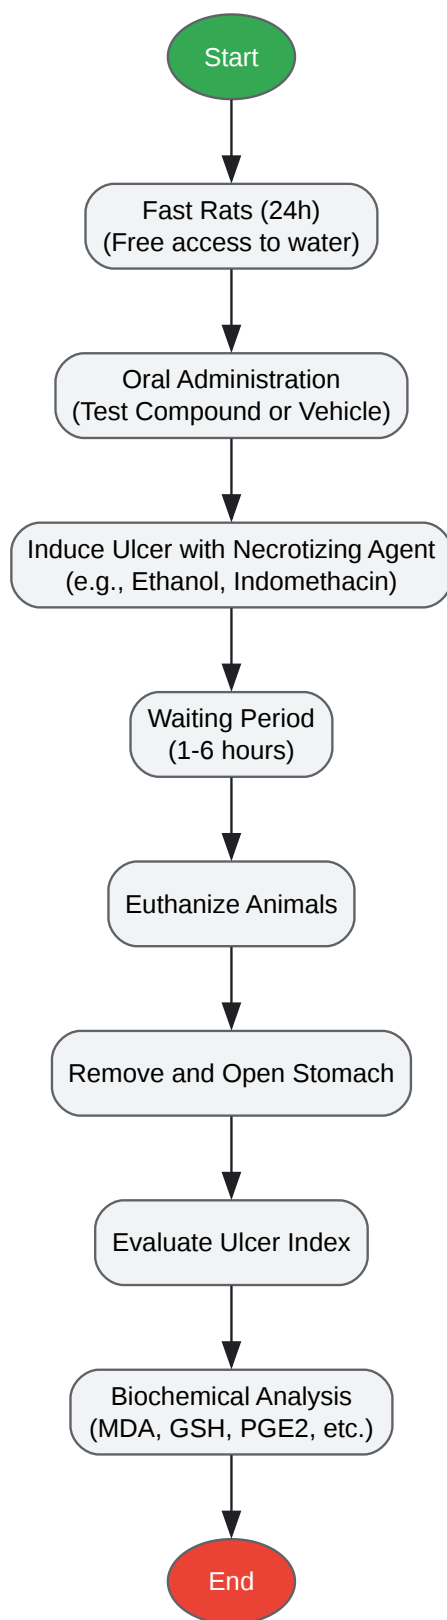 Start
Fast Rats (24h)
(Free access to water)
Oral Administration
(Test Compound or Vehicle)
Induce Ulcer with Necrotizing Agent
(e.g., Ethanol, Indomethacin)
Waiting Period
(1-6 hours)
Euthanize Animals
Remove and Open Stomach
Evaluate Ulcer Index
Biochemical Analysis
(MDA, GSH, PGE2, etc.)
End